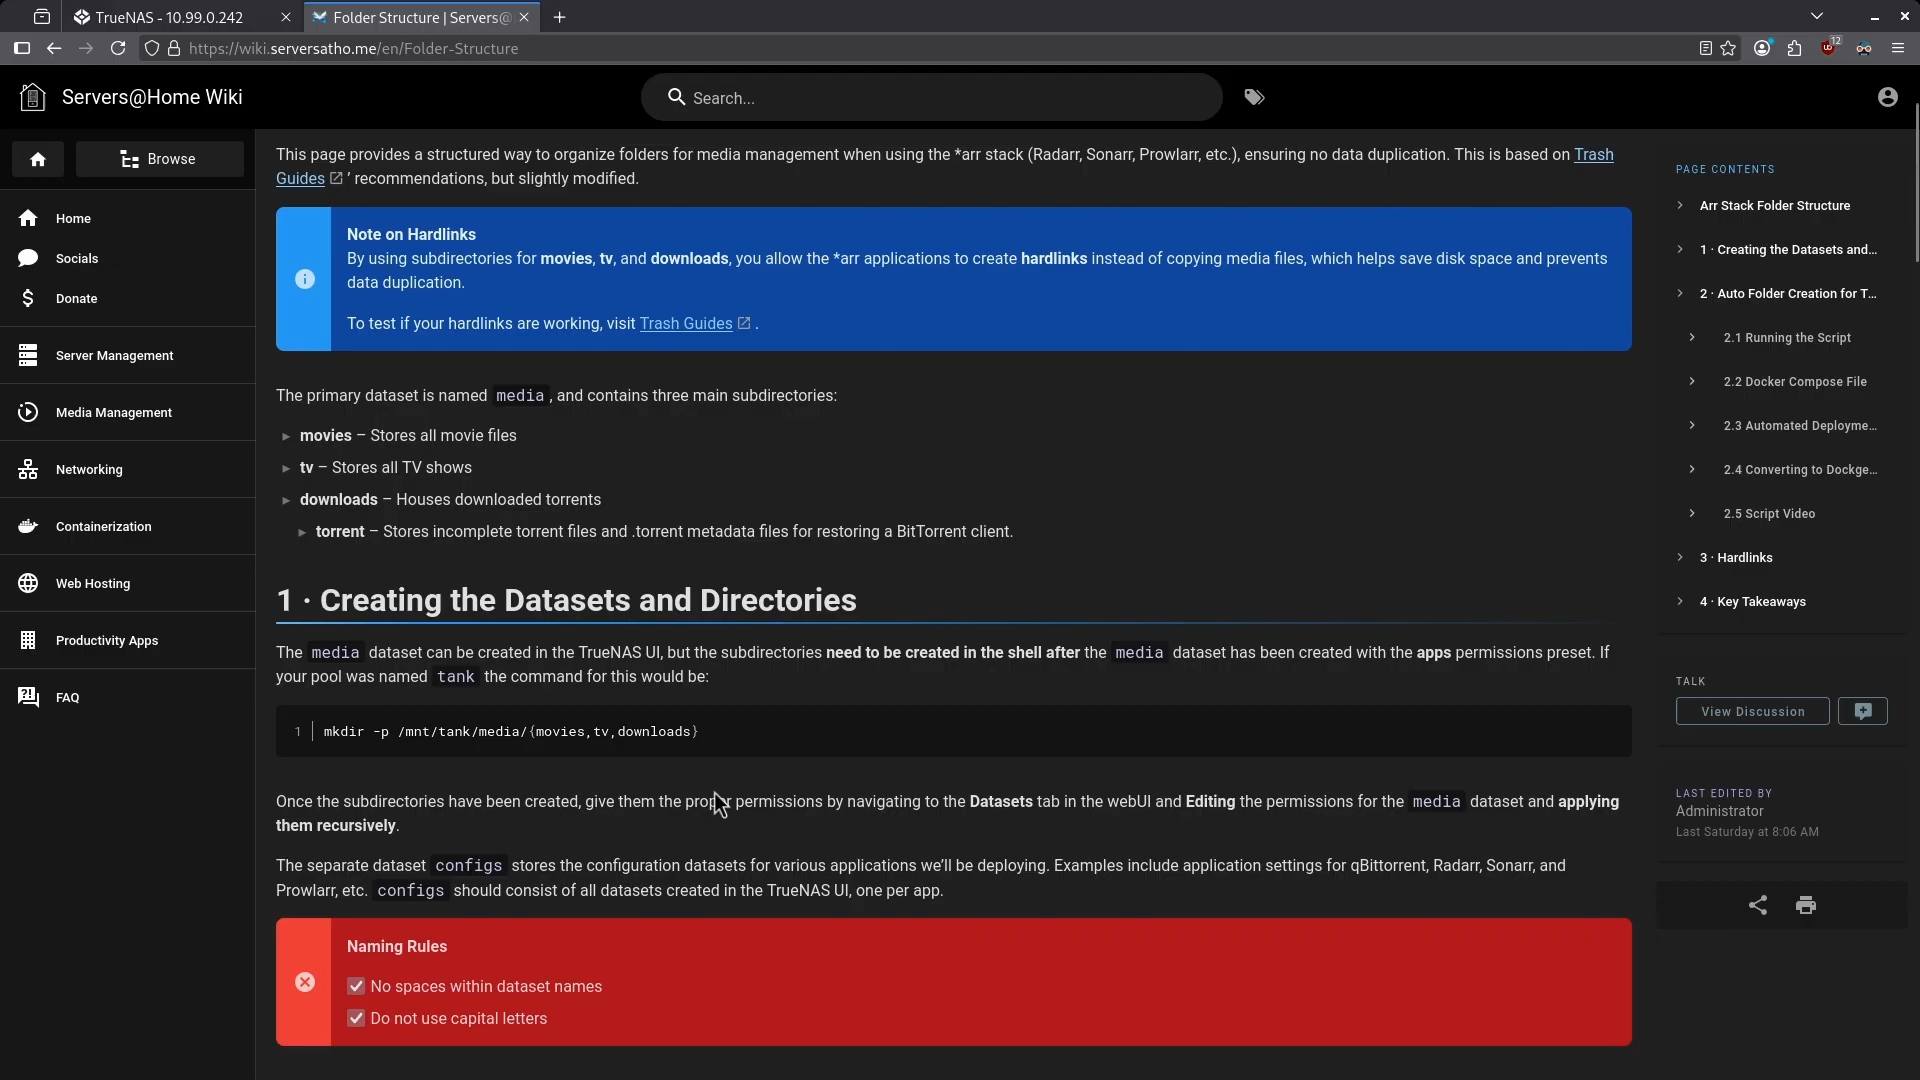 TrueNAS - 10.99.0.242
Folder Structure | Servers@
https://wiki.serversatho.me/en/Folder-Structure
12
Servers@Home Wiki
Search...
Browse
Home
Socials
Donate
Server Management
Media Management
Networking
Containerization
Web Hosting
Productivity Apps
FAQ
This page provides a structured way to organize folders for media management when using the *arr stack (Radarr, Sonarr, Prowlarr, etc.), ensuring no data duplication. This is based on Trash
Guides ’ recommendations, but slightly modified.
Note on Hardlinks
By using subdirectories for movies, tv, and downloads, you allow the *arr applications to create hardlinks instead of copying media files, which helps save disk space and prevents
data duplication.
To test if your hardlinks are working, visit Trash Guides .
The primary dataset is named media , and contains three main subdirectories:
movies – Stores all movie files
tv – Stores all TV shows
downloads – Houses downloaded torrents
torrent – Stores incomplete torrent files and .torrent metadata files for restoring a BitTorrent client.
1 · Creating the Datasets and Directories
The media dataset can be created in the TrueNAS UI, but the subdirectories need to be created in the shell after the media dataset has been created with the apps permissions preset. If
your pool was named tank the command for this would be:
1 mkdir -p /mnt/tank/media/{movies,tv,downloads}
Once the subdirectories have been created, give them the proper permissions by navigating to the Datasets tab in the webUI and Editing the permissions for the media dataset and applying
them recursively.
The separate dataset configs stores the configuration datasets for various applications we’ll be deploying. Examples include application settings for qBittorrent, Radarr, Sonarr, and
Prowlarr, etc. configs should consist of all datasets created in the TrueNAS UI, one per app.
Naming Rules
No spaces within dataset names
Do not use capital letters
PAGE CONTENTS
Arr Stack Folder Structure
1 · Creating the Datasets and...
2 · Auto Folder Creation for T...
2.1 Running the Script
2.2 Docker Compose File
2.3 Automated Deployme...
2.4 Converting to Dockge...
2.5 Script Video
3 · Hardlinks
4 · Key Takeaways
TALK
View Discussion
LAST EDITED BY
Administrator
Last Saturday at 8:06 AM